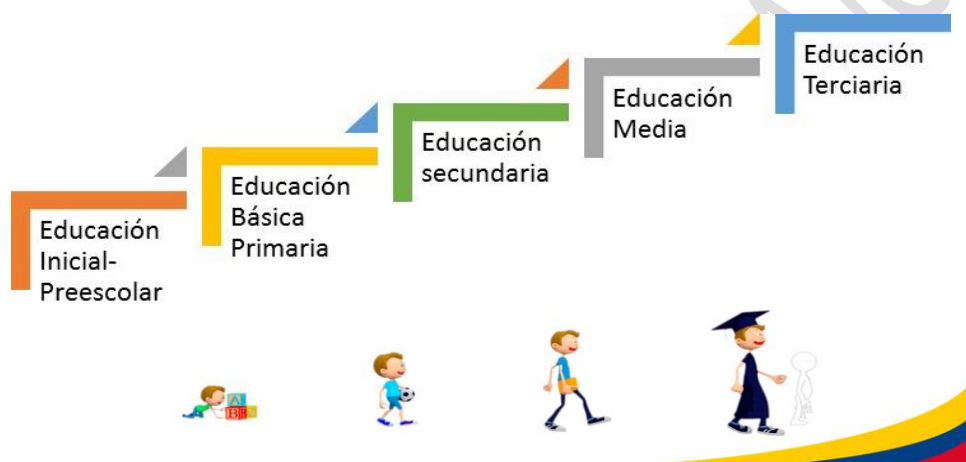 Educación
Inicial-
Preescolar
Educación
Básica
Primaria
Educación
secundaria
Educación
Media
Educación
Terciaria
A
B